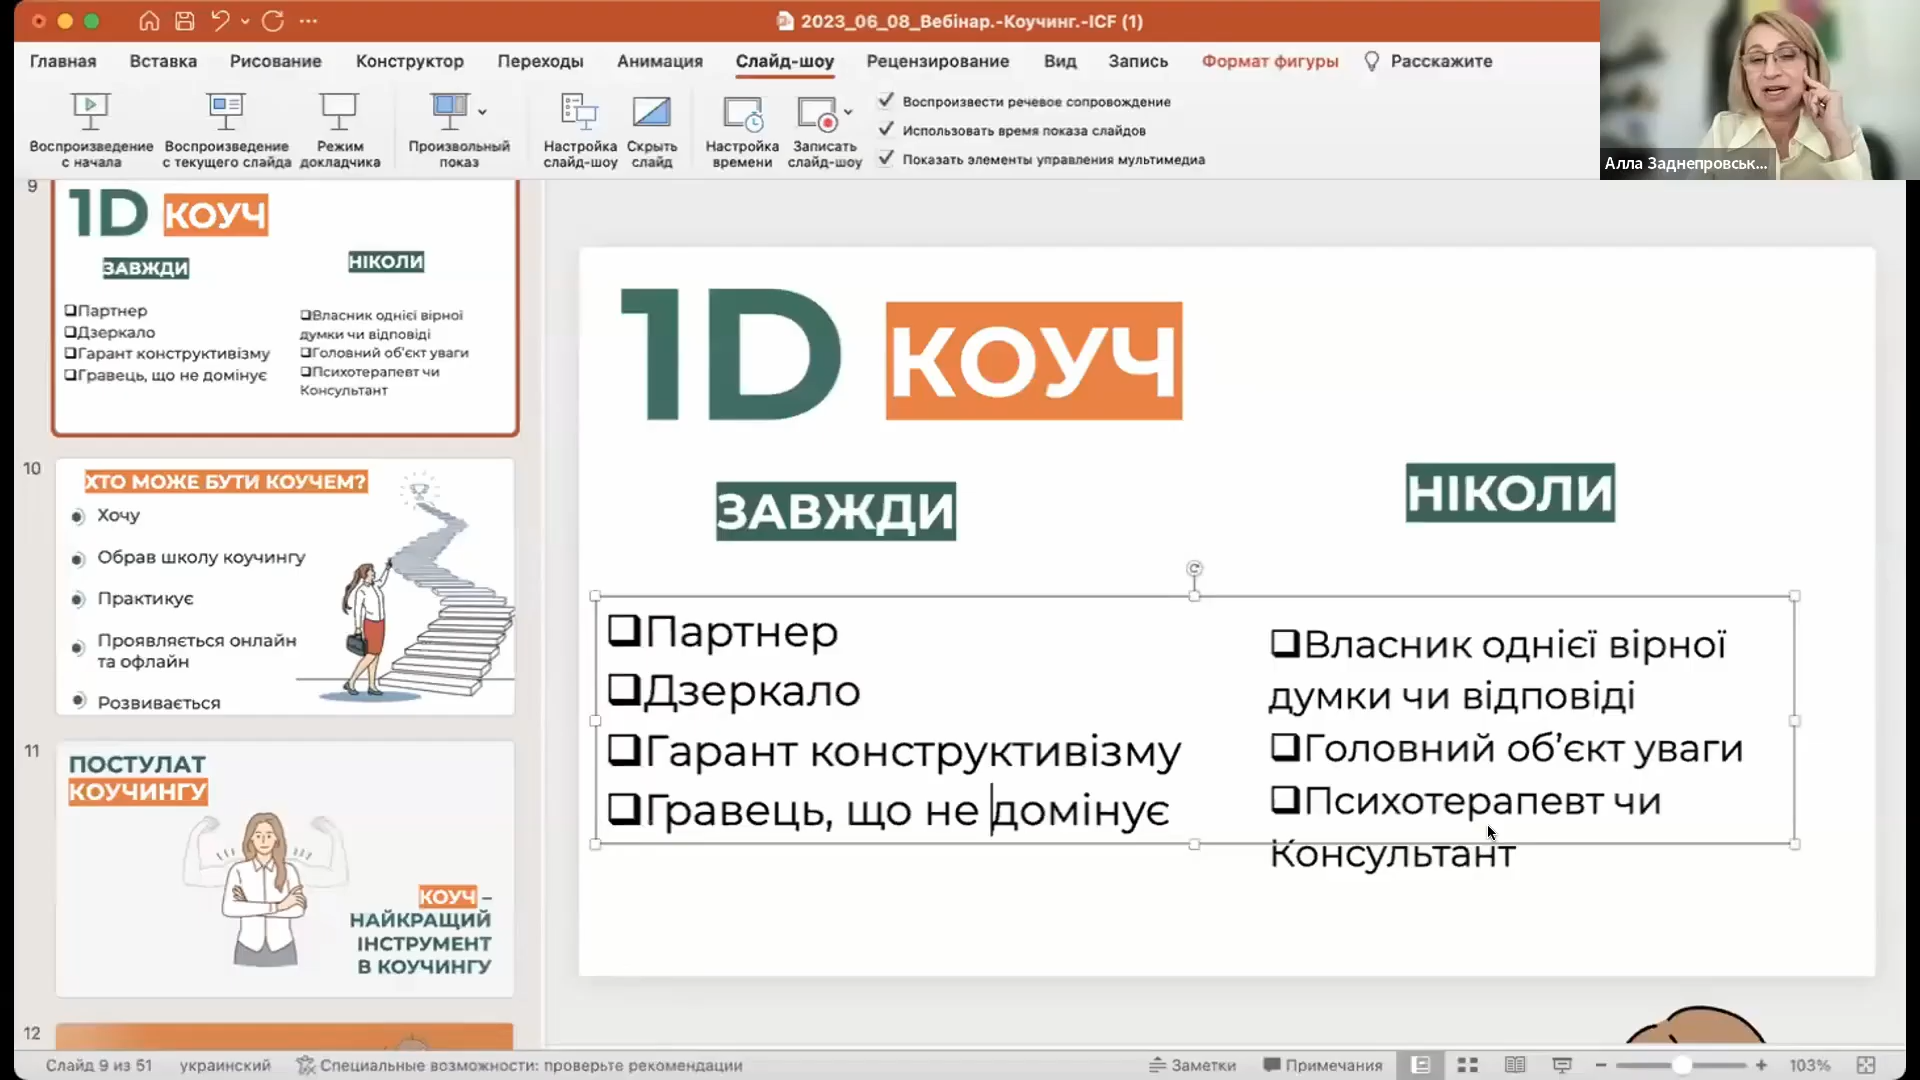 2023_06_08_Вебінар.-Коучинг.-ICF (1)
Главная Вставка Рисование Конструктор Переходы Анимация Слайд-шоу Рецензирование Вид Запись Формат фигуры Расскажите
Воспроизведение с начала
Воспроизведение с текущего слайда
Режим докладчика
Произвольный показ
Настройка слайд-шоу
Скрыть слайд
Настройка времени
Записать слайд-шоу
Воспроизвести речевое сопровождение
Использовать время показа слайдов
Показать элементы управления мультимедиа
Алла Заднепровськ...
9
1D КОУЧ
ЗАВЖДИ
НІКОЛИ
Партнер
Дзеркало
Гарант конструктивізму
Гравець, що не домінує
Власник однієї вірної
думки чи відповіді
Головний об'єкт уваги
Психотерапевт чи
Консультант
10
ХТО МОЖЕ БУТИ КОУЧЕМ?
Хочу
Обрав школу коучингу
Практикує
Проявляється онлайн
та офлайн
Розвивається
11
ПОСТУЛАТ
КОУЧИНГУ
КОУЧ –
НАЙКРАЩИЙ
ІНСТРУМЕНТ
В КОУЧИНГУ
12
1D КОУЧ
ЗАВЖДИ
НІКОЛИ
❑Партнер
❑Дзеркало
❑Гарант конструктивізму
❑Гравець, що не домінує
❑Власник однієї вірної
думки чи відповіді
❑Головний об’єкт уваги
❑Психотерапевт чи
Консультант
Слайд 9 из 51 украинский Специальные возможности: проверьте рекомендации Заметки Примечания 103%